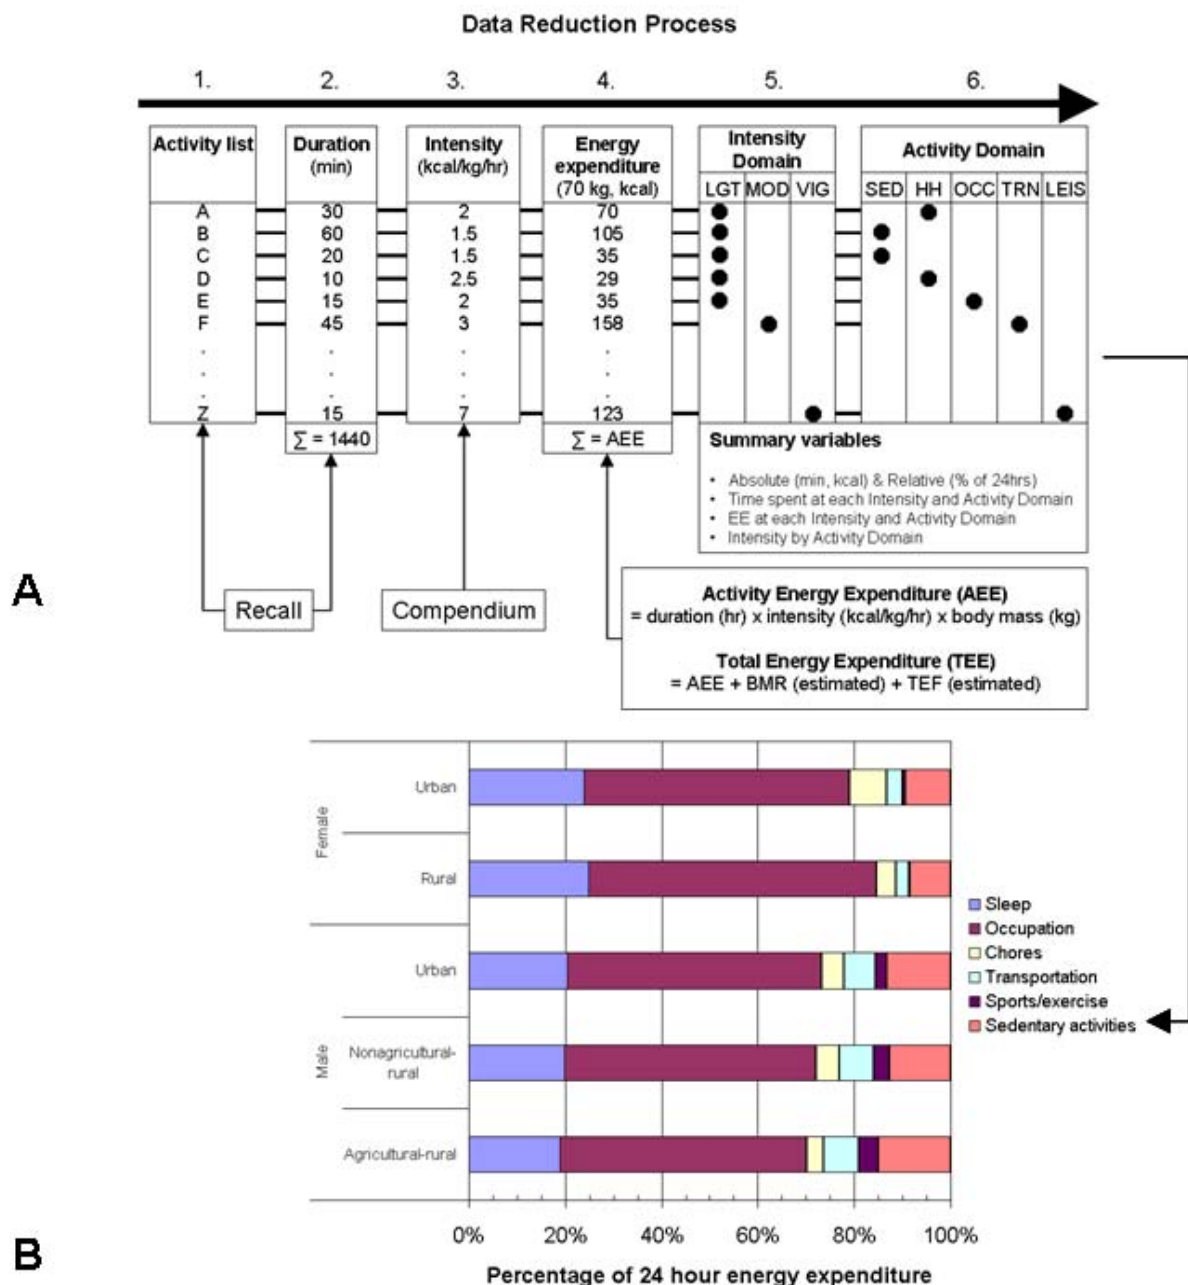 Data Reduction Process
1. 2. 3. 4. 5. 6.
Activity list Duration (min) Intensity (kcal/kg/hr) Energy expenditure (70 kg, kcal) Intensity Domain Activity Domain
LGT MOD VIG SED HH OCC TRN LEIS
A 30 2 70
B 60 1.5 105
C 20 1.5 35
D 10 2.5 29
E 15 2 35
F 45 3 158
. . . .
. . . .
. . . .
Z 15 7 123
∑ = 1440 ∑ = AEE
Summary variables
• Absolute (min, kcal) & Relative (% of 24hrs)
• Time spent at each Intensity and Activity Domain
• EE at each Intensity and Activity Domain
• Intensity by Activity Domain
A
Recall
Compendium
Activity Energy Expenditure (AEE)
= duration (hr) x intensity (kcal/kg/hr) x body mass (kg)
Total Energy Expenditure (TEE)
= AEE + BMR (estimated) + TEF (estimated)
Female
Urban
Rural
Male
Urban
Nonagricultural-
rural
Agricultural-rural
Sleep
Occupation
Chores
Transportation
Sports/exercise
Sedentary activities
0% 20% 40% 60% 80% 100%
B
Percentage of 24 hour energy expenditure